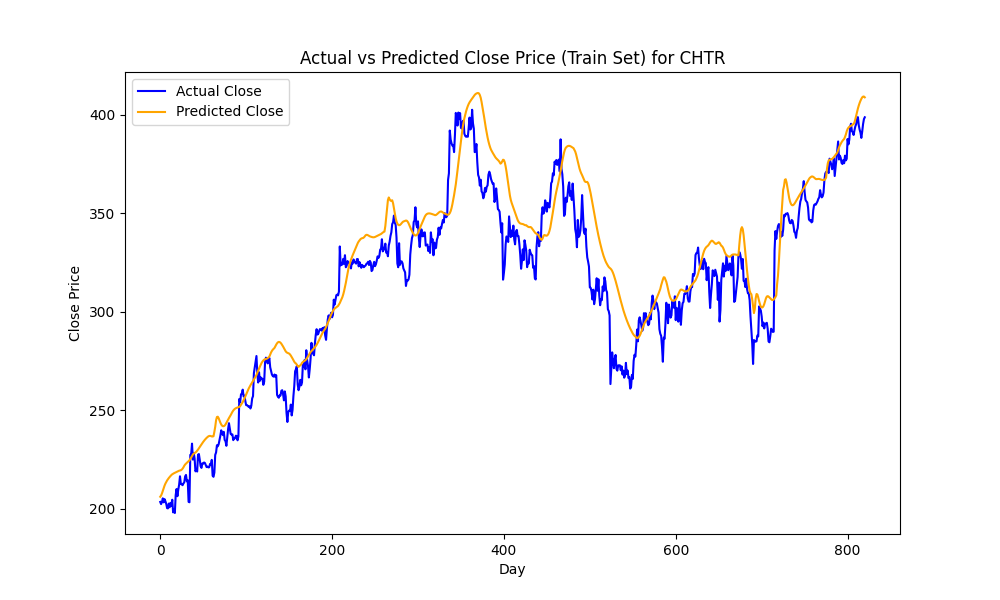 Actual vs Predicted Close Price (Train Set) for CHTR
Actual Close
Predicted Close
Close Price
400
350
300
250
200
0 200 400 600 800
Day